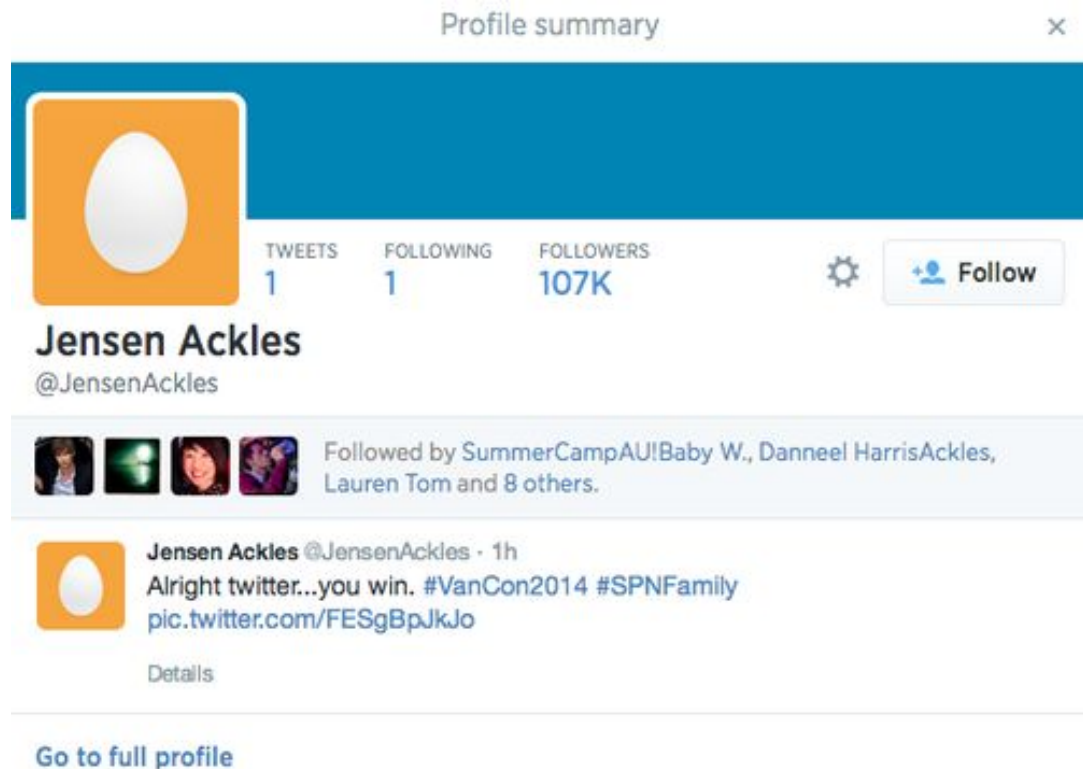 Profile summary
×
TWEETS FOLLOWING FOLLOWERS
1 1 107K
Follow
Jensen Ackles
@JensenAckles
Followed by SummerCampAU!Baby W., Danneel HarrisAckles,
Lauren Tom and 8 others.
Jensen Ackles @JensenAckles · 1h
Alright twitter...you win. #VanCon2014 #SPNFamily
pic.twitter.com/FESgBpJkJo
Details
Go to full profile